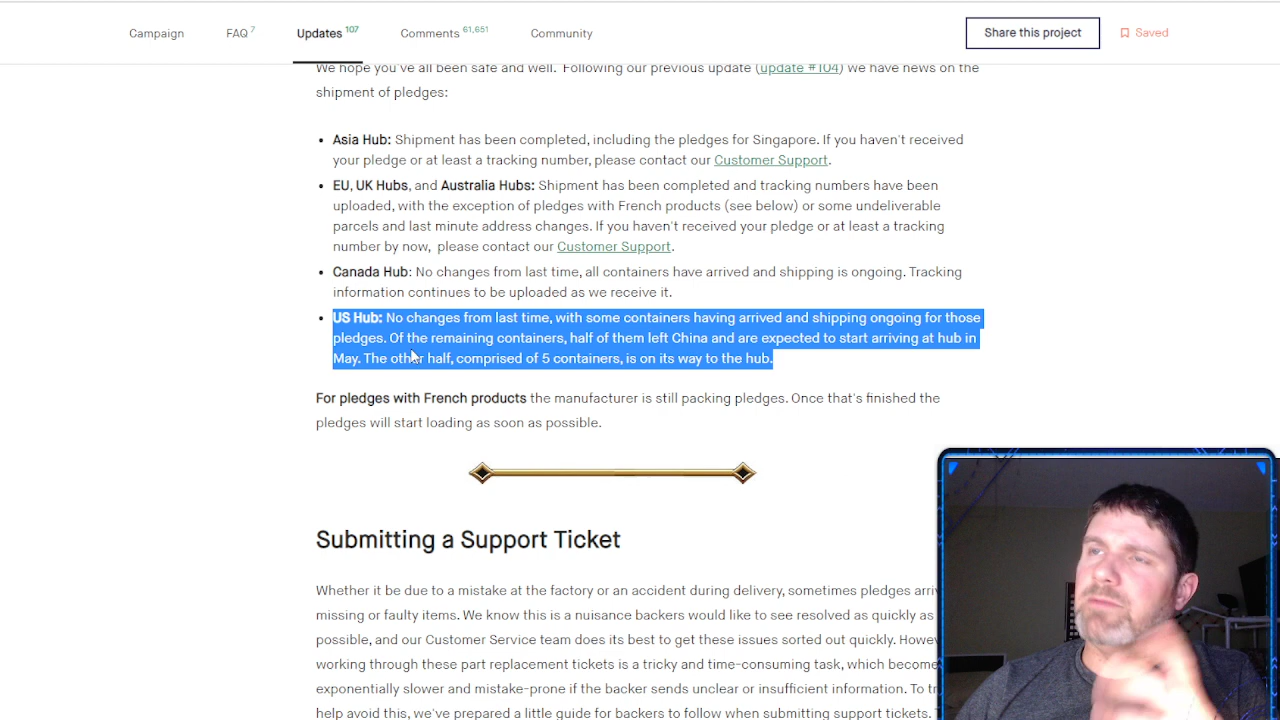 Campaign FAQ 7 Updates 107 Comments 61,651 Community Share this project Saved
We hope you've all been safe and well. Following our previous update (update #104) we have news on the
shipment of pledges:
• Asia Hub: Shipment has been completed, including the pledges for Singapore. If you haven't received
your pledge or at least a tracking number, please contact our Customer Support.
• EU, UK Hubs, and Australia Hubs: Shipment has been completed and tracking numbers have been
uploaded, with the exception of pledges with French products (see below) or some undeliverable
parcels and last minute address changes. If you haven't received your pledge or at least a tracking
number by now, please contact our Customer Support.
• Canada Hub: No changes from last time, all containers have arrived and shipping is ongoing. Tracking
information continues to be uploaded as we receive it.
• US Hub: No changes from last time, with some containers having arrived and shipping ongoing for those
pledges. Of the remaining containers, half of them left China and are expected to start arriving at hub in
May. The other half, comprised of 5 containers, is on its way to the hub.
For pledges with French products the manufacturer is still packing pledges. Once that's finished the
pledges will start loading as soon as possible.
Submitting a Support Ticket
Whether it be due to a mistake at the factory or an accident during delivery, sometimes pledges arri
missing or faulty items. We know this is a nuisance backers would like to see resolved as quickly as
possible, and our Customer Service team does its best to get these issues sorted out quickly. Howev
working through these part replacement tickets is a tricky and time-consuming task, which become
exponentially slower and mistake-prone if the backer sends unclear or insufficient information. To tr
help avoid this, we've prepared a little guide for backers to follow when submitting support tickets.